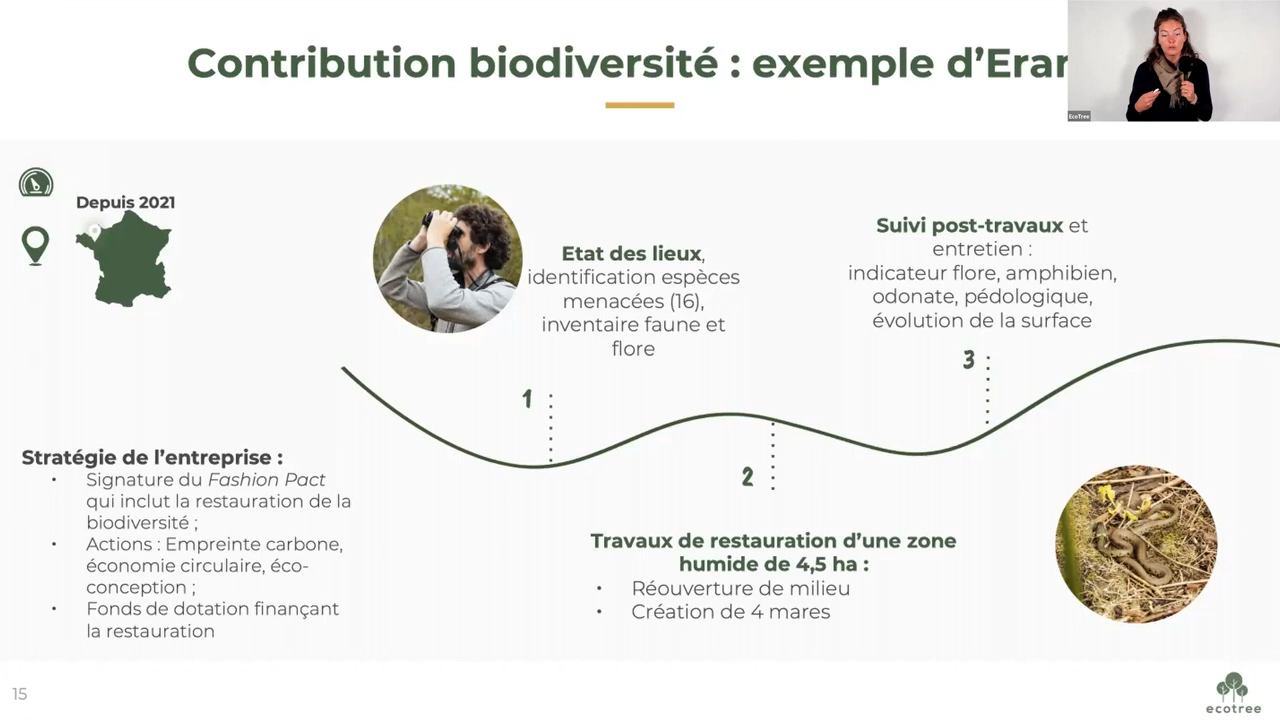 Contribution biodiversité : exemple d'Eram
EcoTree
Depuis 2021
Etat des lieux,
identification espèces
menacées (16),
inventaire faune et
flore
Suivi post-travaux et
entretien :
indicateur flore, amphibien,
odonate, pédologique,
évolution de la surface
1
2
3
Stratégie de l'entreprise :
• Signature du Fashion Pact
qui inclut la restauration de la
biodiversité ;
• Actions : Empreinte carbone,
économie circulaire, éco-
conception ;
• Fonds de dotation finançant
la restauration
Travaux de restauration d'une zone
humide de 4,5 ha :
• Réouverture de milieu
• Création de 4 mares
15
ecotree